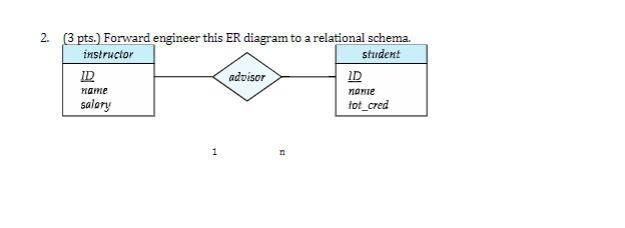 2. (3 pts.) Forward engineer this ER diagram to a relational schema.
instructor student
ID advisor ID
name name
salary tot_cred
1 n